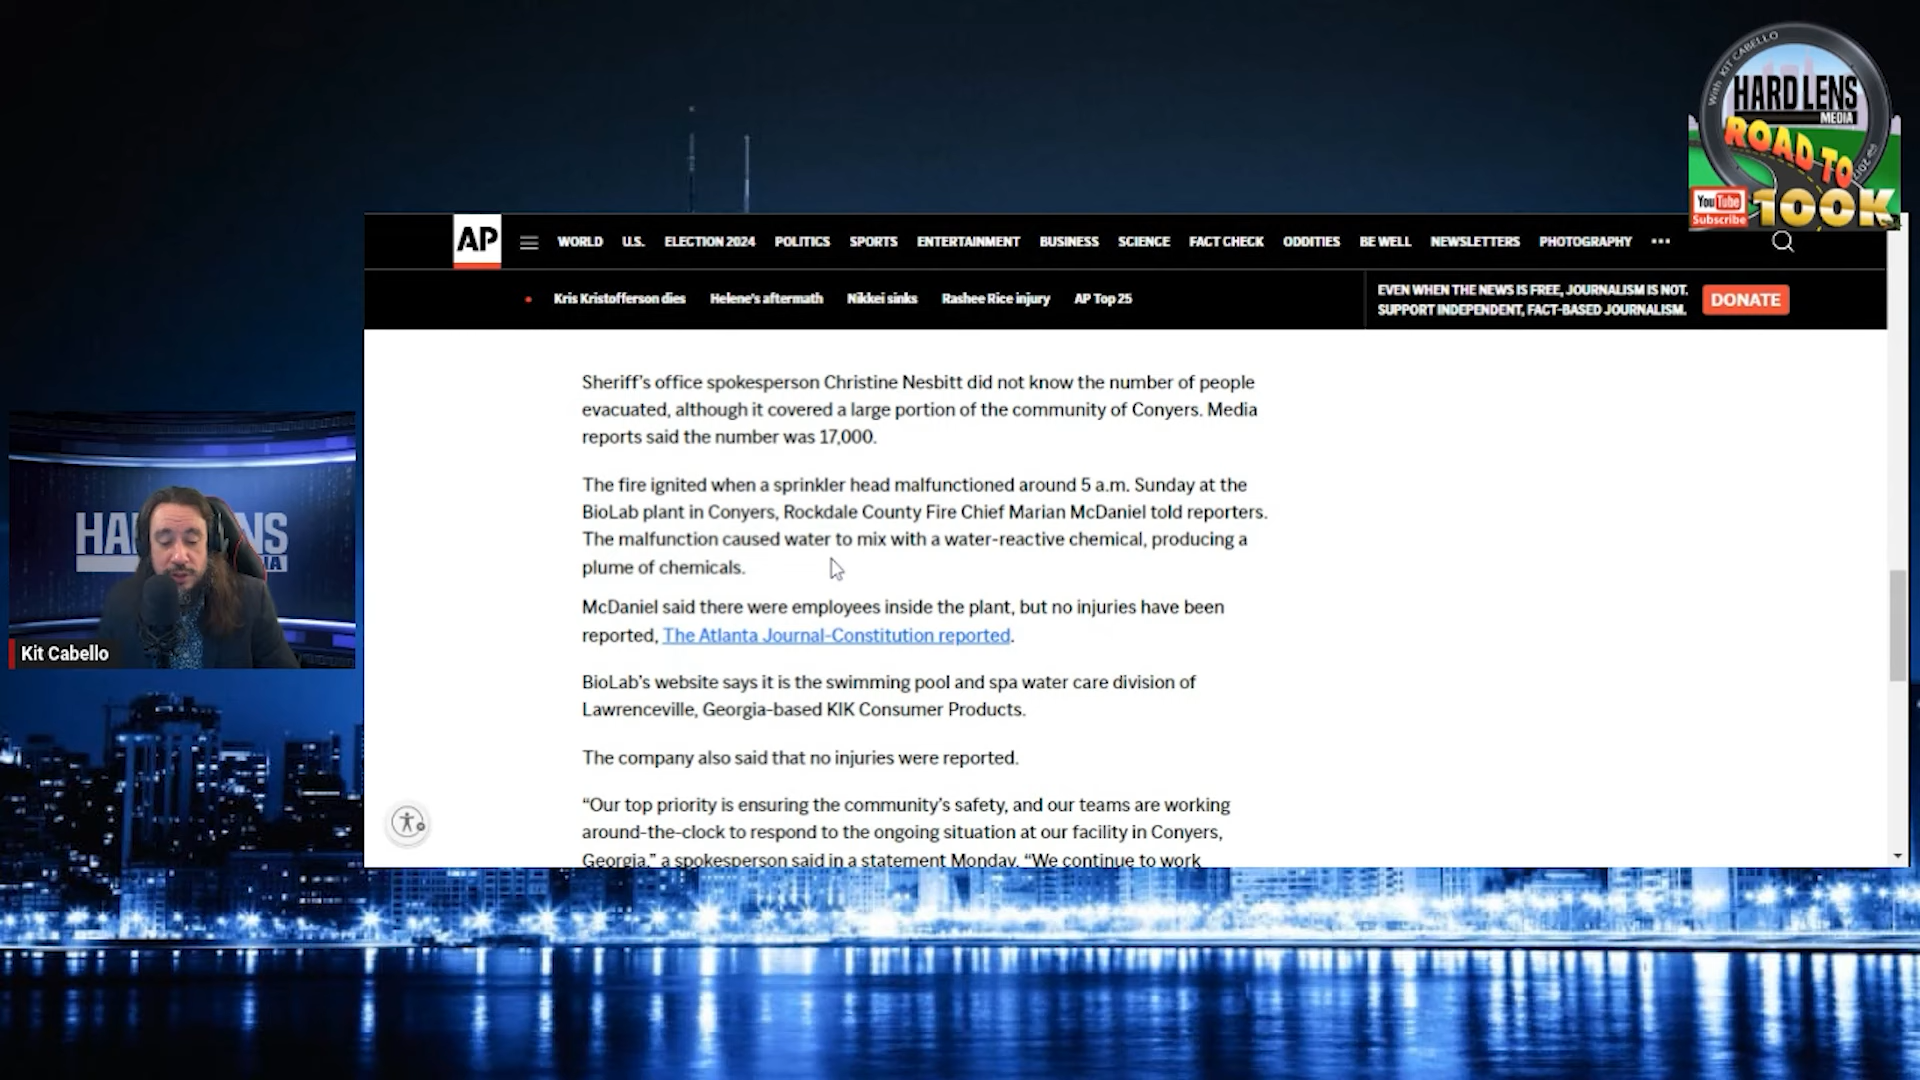 With KIT CABELLO
HARD LENS
MEDIA
ROAD TO
100K
YouTube
Subscribe
AP
WORLD U.S. ELECTION 2024 POLITICS SPORTS ENTERTAINMENT BUSINESS SCIENCE FACT CHECK ODDITIES BE WELL NEWSLETTERS PHOTOGRAPHY •••
Kris Kristofferson dies Helene's aftermath Nikkei sinks Rashee Rice injury AP Top 25
EVEN WHEN THE NEWS IS FREE, JOURNALISM IS NOT.
SUPPORT INDEPENDENT, FACT-BASED JOURNALISM.
DONATE
Sheriff's office spokesperson Christine Nesbitt did not know the number of people
evacuated, although it covered a large portion of the community of Conyers. Media
reports said the number was 17,000.
The fire ignited when a sprinkler head malfunctioned around 5 a.m. Sunday at the
BioLab plant in Conyers, Rockdale County Fire Chief Marian McDaniel told reporters.
The malfunction caused water to mix with a water-reactive chemical, producing a
plume of chemicals.
McDaniel said there were employees inside the plant, but no injuries have been
reported, The Atlanta Journal-Constitution reported.
BioLab's website says it is the swimming pool and spa water care division of
Lawrenceville, Georgia-based KIK Consumer Products.
The company also said that no injuries were reported.
“Our top priority is ensuring the community's safety, and our teams are working
around-the-clock to respond to the ongoing situation at our facility in Conyers,
Georgia,” a spokesperson said in a statement Monday. “We continue to work
Kit Cabello